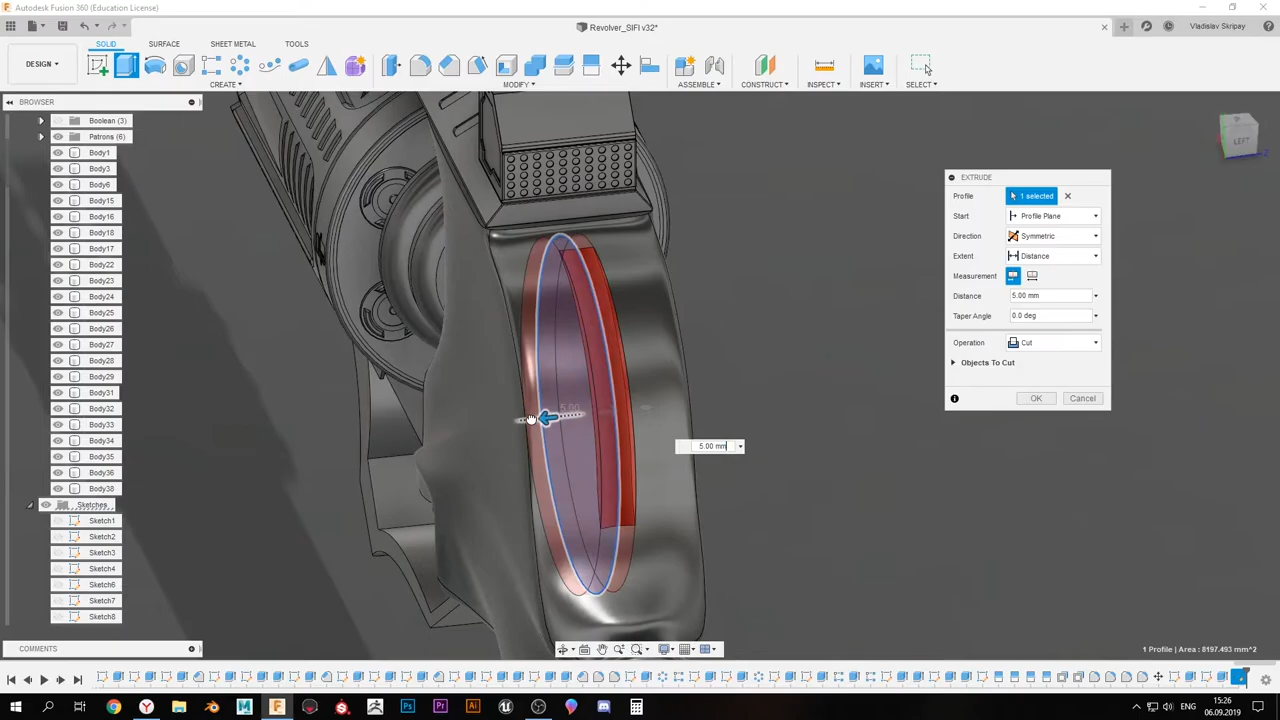 Autodesk Fusion 360 (Education License)
Revolver_SIFI v32*
Vladislav Skripay
DESIGN
SOLID
SURFACE
SHEET METAL
TOOLS
CREATE
MODIFY
ASSEMBLE
CONSTRUCT
INSPECT
INSERT
SELECT
BROWSER
Boolean (3)
Patrons (6)
Body1
Body3
Body6
Body15
Body16
Body18
Body17
Body22
Body23
Body24
Body25
Body26
Body27
Body28
Body29
Body31
Body32
Body33
Body34
Body35
Body36
Body38
Sketches
Sketch1
Sketch2
Sketch3
Sketch4
Sketch6
Sketch7
Sketch8
COMMENTS
LEFT
Z
5.00
5.00 mm
EXTRUDE
Profile 1 selected
Start Profile Plane
Direction Symmetric
Extent Distance
Measurement
Distance 5.00 mm
Taper Angle 0.0 deg
Operation Cut
Objects To Cut
OK Cancel
1 Profile | Area : 8197.493 mm^2
ENG
15:26
06.09.2019